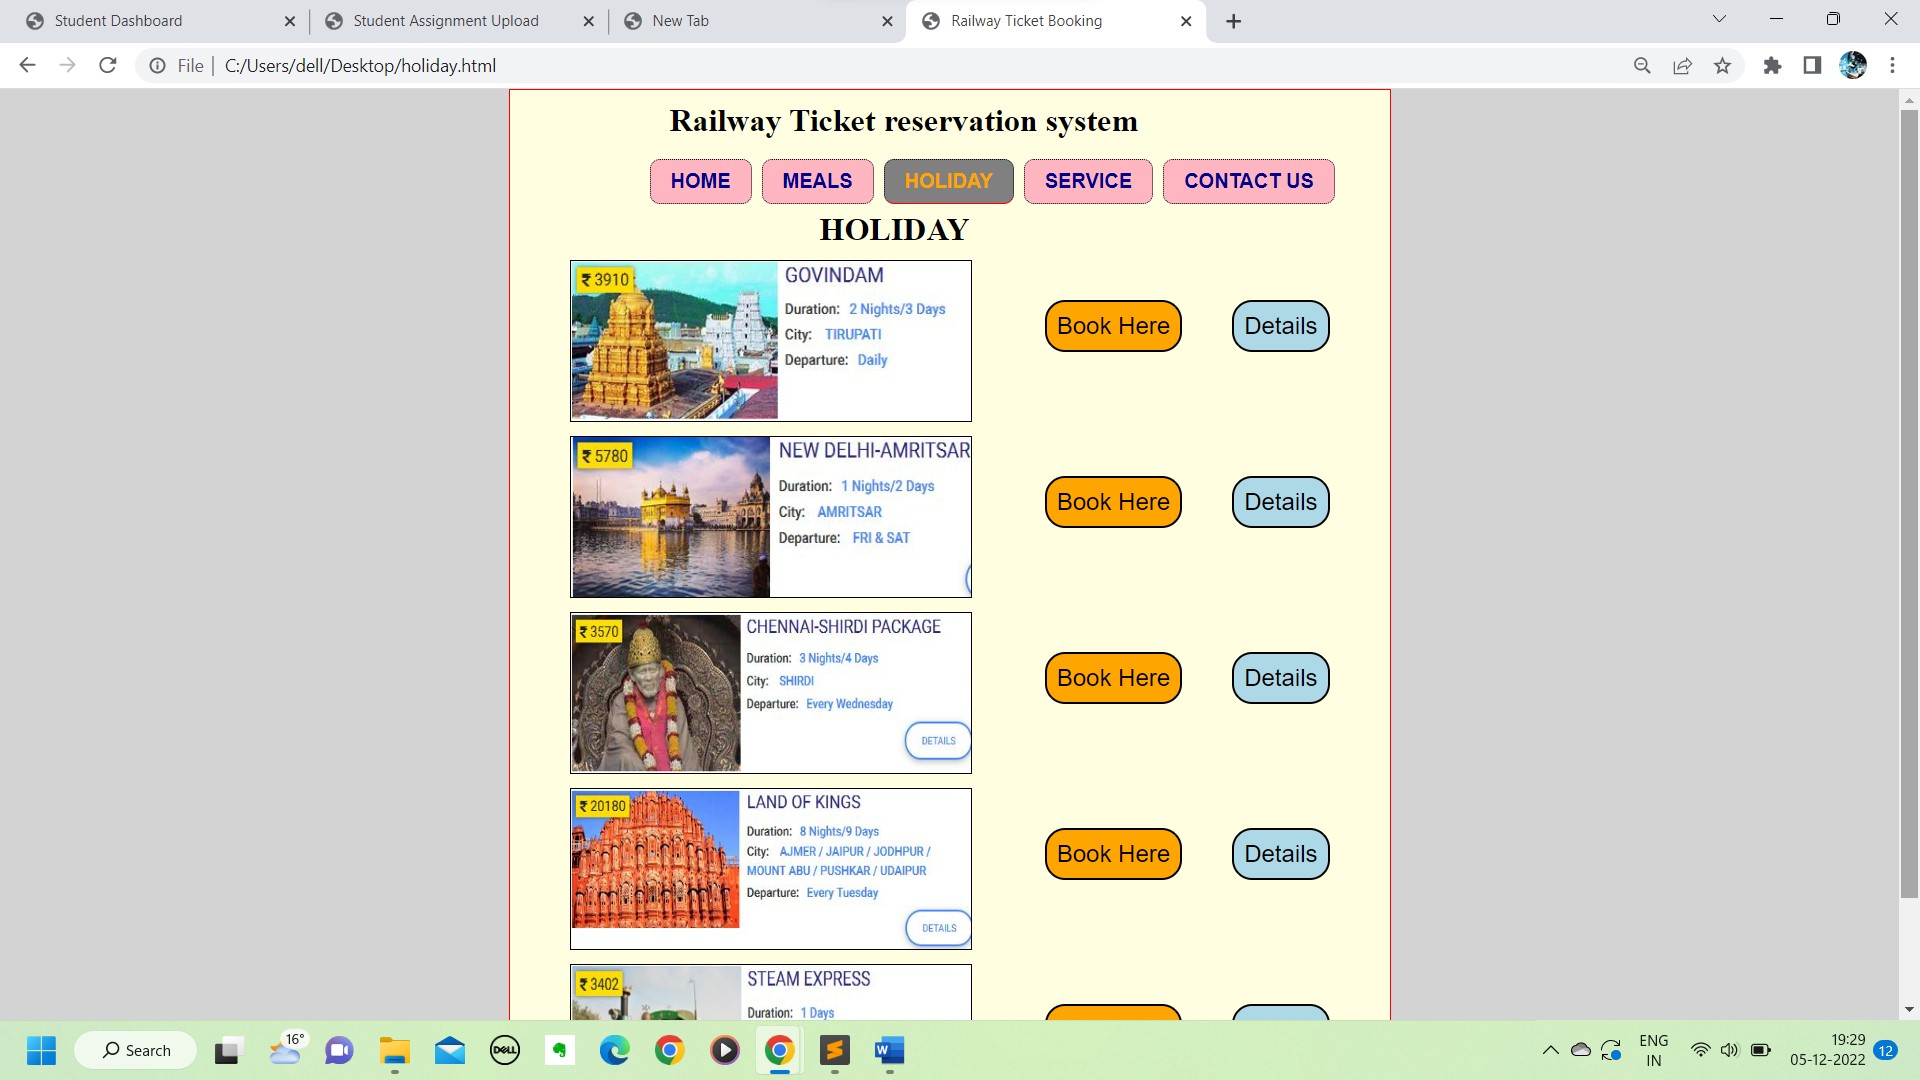 Student Dashboard
Student Assignment Upload
New Tab
Railway Ticket Booking
File
C:/Users/dell/Desktop/holiday.html
Railway Ticket reservation system
HOME
MEALS
HOLIDAY
SERVICE
CONTACT US
HOLIDAY
₹ 3910
GOVINDAM
Duration: 2 Nights/3 Days
City: TIRUPATI
Departure: Daily
Book Here
Details
₹ 5780
NEW DELHI-AMRITSAR
Duration: 1 Nights/2 Days
City: AMRITSAR
Departure: FRI & SAT
Book Here
Details
₹ 3570
CHENNAI-SHIRDI PACKAGE
Duration: 3 Nights/4 Days
City: SHIRDI
Departure: Every Wednesday
DETAILS
Book Here
Details
₹ 20180
LAND OF KINGS
Duration: 8 Nights/9 Days
City: AJMER / JAIPUR / JODHPUR /
MOUNT ABU / PUSHKAR / UDAIPUR
Departure: Every Tuesday
DETAILS
Book Here
Details
₹ 3402
STEAM EXPRESS
Duration: 1 Days
Search
16°
DELL
W
ENG
IN
19:29
05-12-2022
12